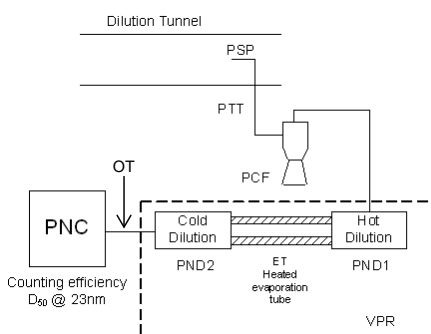 Dilution Tunnel
PSP
PTT
PCF
OT
PNC
Cold
Dilution
Hot
Dilution
PND2
ET
Heated
evaporation
tube
PND1
Counting efficiency
D50 @ 23nm
VPR